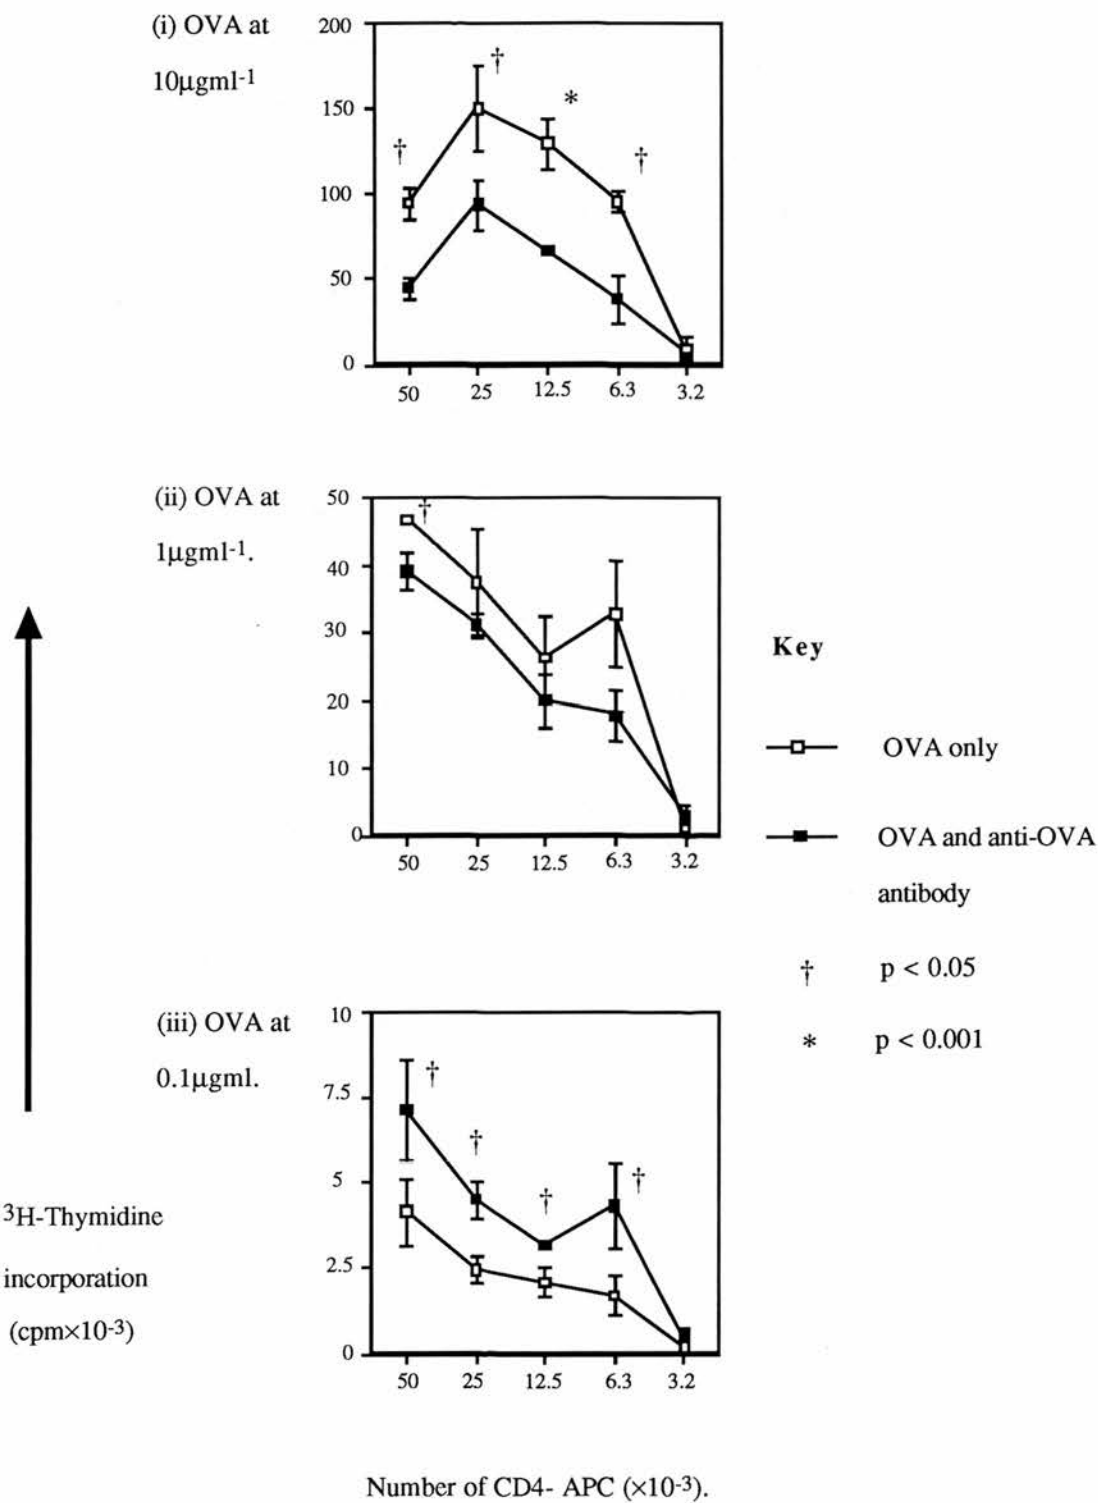 (i) OVA at
10µgml-1
200
150
100
50
0
†
†
*
†
50 25 12.5 6.3 3.2
(ii) OVA at
1µgml-1.
50
40
30
20
10
0
†
50 25 12.5 6.3 3.2
Key
OVA only
OVA and anti-OVA
antibody
† p < 0.05
* p < 0.001
(iii) OVA at
0.1µgml.
10
7.5
5
2.5
0
†
†
†
†
50 25 12.5 6.3 3.2
3H-Thymidine
incorporation
(cpm×10-3)
Number of CD4- APC (×10-3).